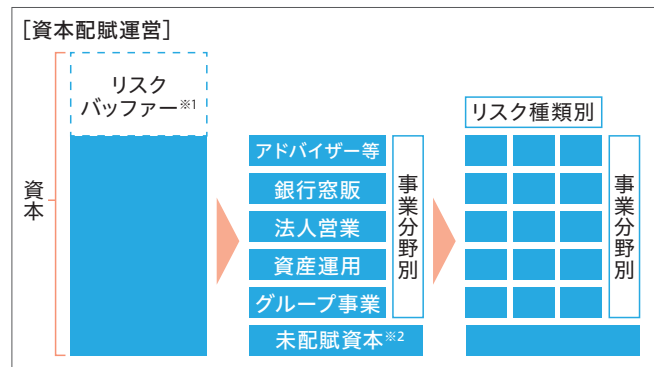 ［資本配賦運営］
リスク
バッファー※1
資本
アドバイザー等
銀行窓販
法人営業
資産運用
グループ事業
事業分野別
未配賦資本※2
リスク種類別
事業分野別